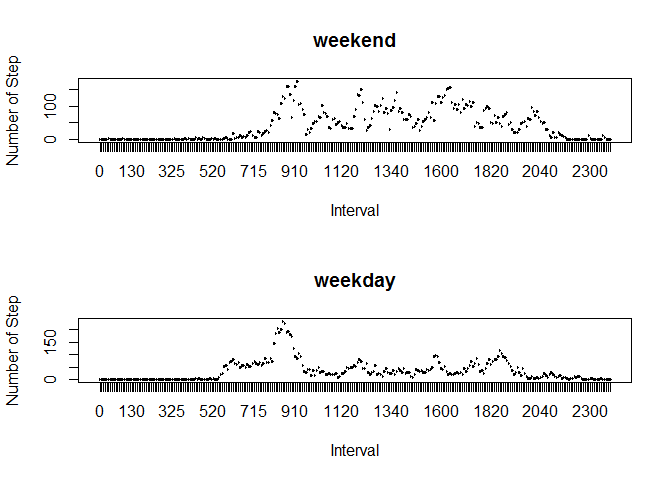 weekend
Number of Step
0 100
0 130 325 520 715 910 1120 1340 1600 1820 2040 2300
Interval
weekday
Number of Step
0 150
0 130 325 520 715 910 1120 1340 1600 1820 2040 2300
Interval